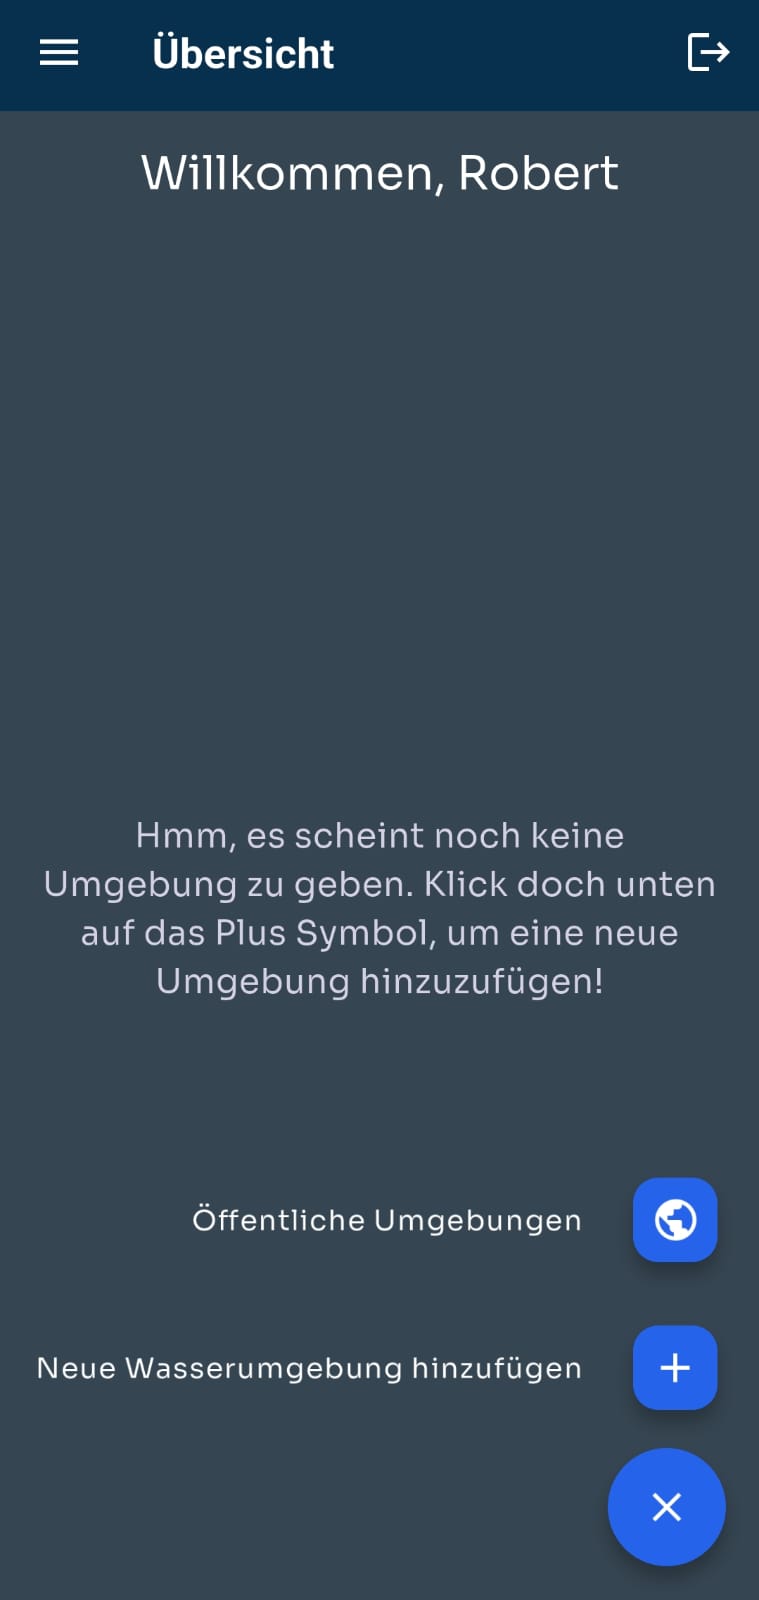 Übersicht
Willkommen, Robert
Hmm, es scheint noch keine
Umgebung zu geben. Klick doch unten
auf das Plus Symbol, um eine neue
Umgebung hinzuzufügen!
Öffentliche Umgebungen
Neue Wasserumgebung hinzufügen